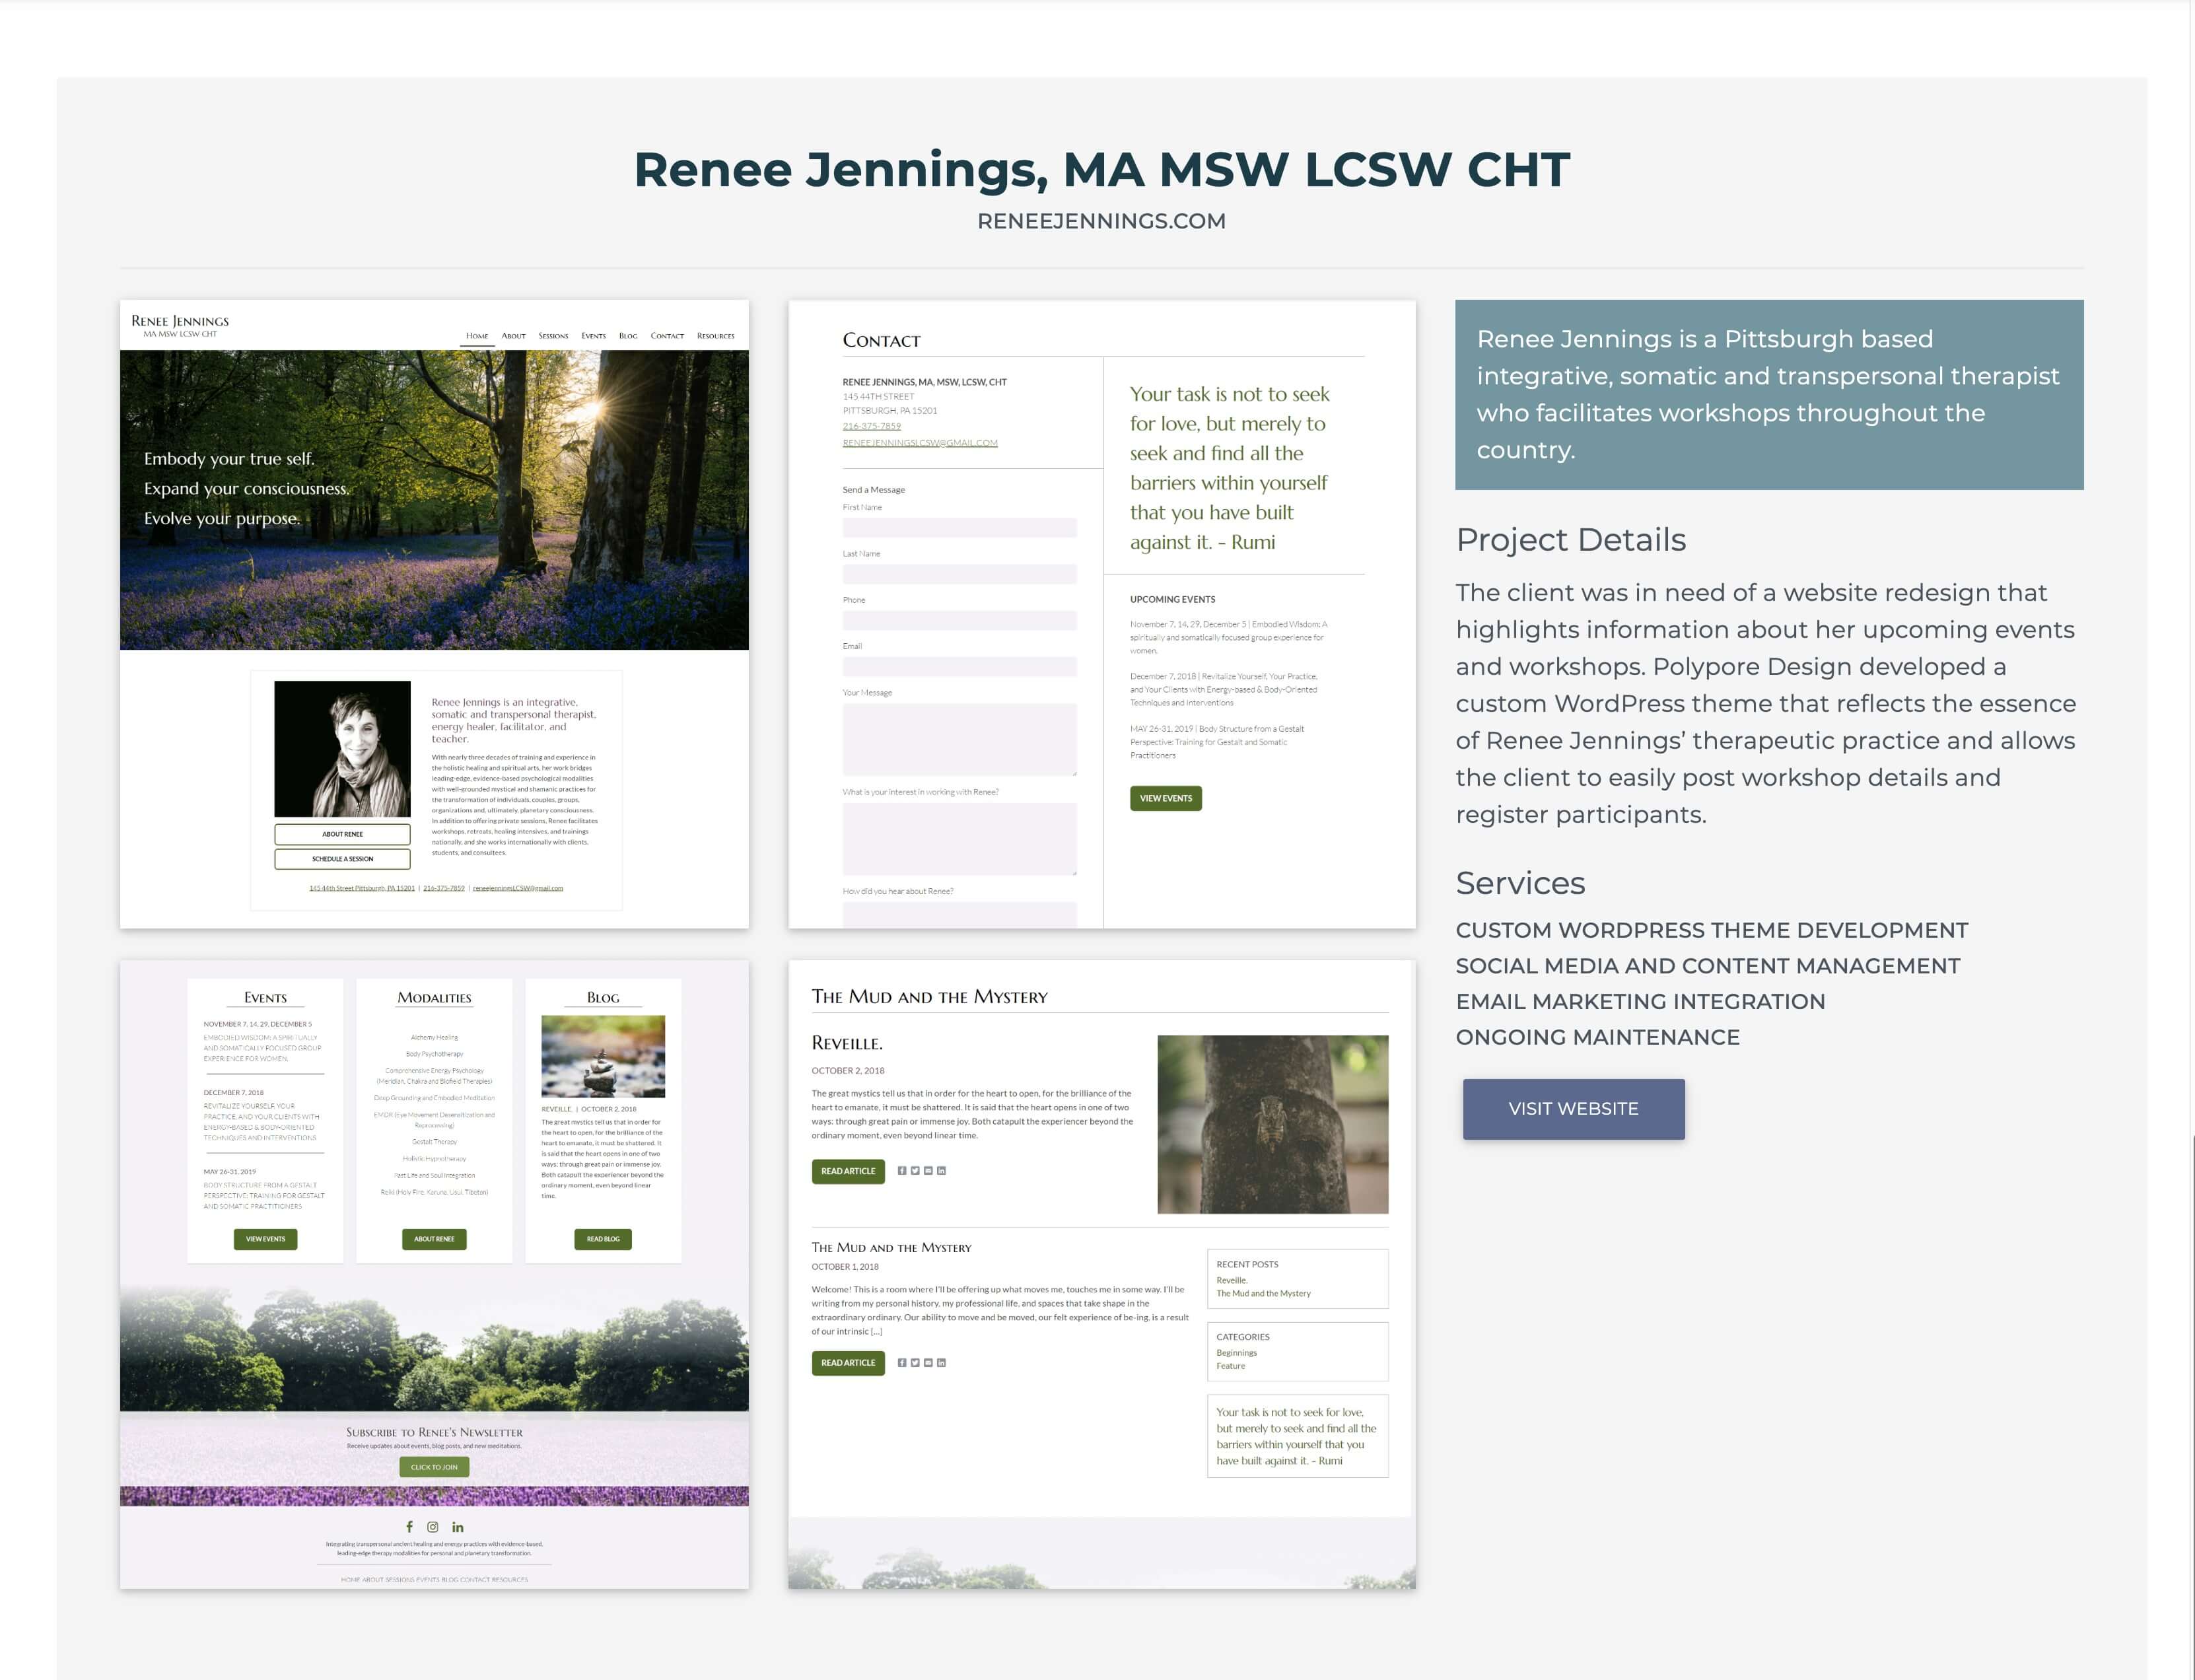 Renee Jennings, MA MSW LCSW CHT
RENEEJENNINGS.COM
Renee Jennings
MA MSW LCSW CHT
Home About Sessions Events Blog Contact Resources
Embody your true self.
Expand your consciousness.
Evolve your purpose.
Renee Jennings is an integrative,
somatic and transpersonal therapist,
energy healer, facilitator, and
teacher.
With nearly three decades of training and experience in
the holistic healing and spiritual arts, her work bridges
leading-edge, evidence-based psychological modalities
with well-grounded mystical and shamanic practices for
the transformation of individuals, couples, groups,
organizations and, ultimately, planetary consciousness.
In addition to offering private sessions, Renee facilitates
workshops, retreats, healing intensives, and trainings
nationally, and she works internationally with clients,
students, and consultees.
ABOUT RENEE
SCHEDULE A SESSION
145 44th Street Pittsburgh, PA 15201 | 216-375-7859 | reneejenningsLCSW@gmail.com
Contact
RENEE JENNINGS, MA, MSW, LCSW, CHT
145 44TH STREET
PITTSBURGH, PA 15201
216-375-7859
RENEEJENNINGSLCSW@GMAIL.COM
Send a Message
First Name
Last Name
Phone
Email
Your Message
What is your interest in working with Renee?
How did you hear about Renee?
Your task is not to seek
for love, but merely to
seek and find all the
barriers within yourself
that you have built
against it. - Rumi
UPCOMING EVENTS
November 7, 14, 29, December 5 | Embodied Wisdom: A
spiritually and somatically focused group experience for
women.
December 7, 2018 | Revitalize Yourself, Your Practice,
and Your Clients with Energy-based & Body-Oriented
Techniques and Interventions
MAY 26-31, 2019 | Body Structure from a Gestalt
Perspective: Training for Gestalt and Somatic
Practitioners
VIEW EVENTS
Events
NOVEMBER 7, 14, 29, DECEMBER 5
EMBODIED WISDOM: A SPIRITUALLY
AND SOMATICALLY FOCUSED GROUP
EXPERIENCE FOR WOMEN.
DECEMBER 7, 2018
REVITALIZE YOURSELF, YOUR
PRACTICE, AND YOUR CLIENTS WITH
ENERGY-BASED & BODY-ORIENTED
TECHNIQUES AND INTERVENTIONS
MAY 26-31, 2019
BODY STRUCTURE FROM A GESTALT
PERSPECTIVE: TRAINING FOR GESTALT
AND SOMATIC PRACTITIONERS
VIEW EVENTS
Modalities
Alchemy Healing
Body Psychotherapy
Comprehensive Energy Psychology
(Meridian, Chakra and Biofield Therapies)
Deep Grounding and Embodied Meditation
EMDR (Eye Movement Desensitization and
Reprocessing)
Gestalt Therapy
Holistic Hypnotherapy
Past Life and Soul Integration
Reiki (Holy Fire, Karuna, Usui, Tibetan)
ABOUT RENEE
Blog
REVEILLE. | OCTOBER 2, 2018
The great mystics tell us that in order for
the heart to open, for the brilliance of the
heart to emanate, it must be shattered. It
is said that the heart opens in one of two
ways: through great pain or immense joy.
Both catapult the experiencer beyond the
ordinary moment, even beyond linear
time.
READ BLOG
Subscribe to Renee's Newsletter
Receive updates about events, blog posts, and new meditations.
CLICK TO JOIN
Integrating transpersonal ancient healing and energy practices with evidence-based,
leading-edge therapy modalities for personal and planetary transformation.
HOME ABOUT SESSIONS EVENTS BLOG CONTACT RESOURCES
The Mud and the Mystery
Reveille.
OCTOBER 2, 2018
The great mystics tell us that in order for the heart to open, for the brilliance of the
heart to emanate, it must be shattered. It is said that the heart opens in one of two
ways: through great pain or immense joy. Both catapult the experiencer beyond the
ordinary moment, even beyond linear time.
READ ARTICLE
The Mud and the Mystery
OCTOBER 1, 2018
Welcome! This is a room where I'll be offering up what moves me, touches me in some way. I'll be
writing from my personal history, my professional life, and spaces that take shape in the
extraordinary ordinary. Our ability to move and be moved, our felt experience of be-ing, is a result
of our intrinsic [...]
READ ARTICLE
RECENT POSTS
Reveille.
The Mud and the Mystery
CATEGORIES
Beginnings
Feature
Your task is not to seek for love,
but merely to seek and find all the
barriers within yourself that you
have built against it. - Rumi
Renee Jennings is a Pittsburgh based
integrative, somatic and transpersonal therapist
who facilitates workshops throughout the
country.
Project Details
The client was in need of a website redesign that
highlights information about her upcoming events
and workshops. Polypore Design developed a
custom WordPress theme that reflects the essence
of Renee Jennings’ therapeutic practice and allows
the client to easily post workshop details and
register participants.
Services
CUSTOM WORDPRESS THEME DEVELOPMENT
SOCIAL MEDIA AND CONTENT MANAGEMENT
EMAIL MARKETING INTEGRATION
ONGOING MAINTENANCE
VISIT WEBSITE